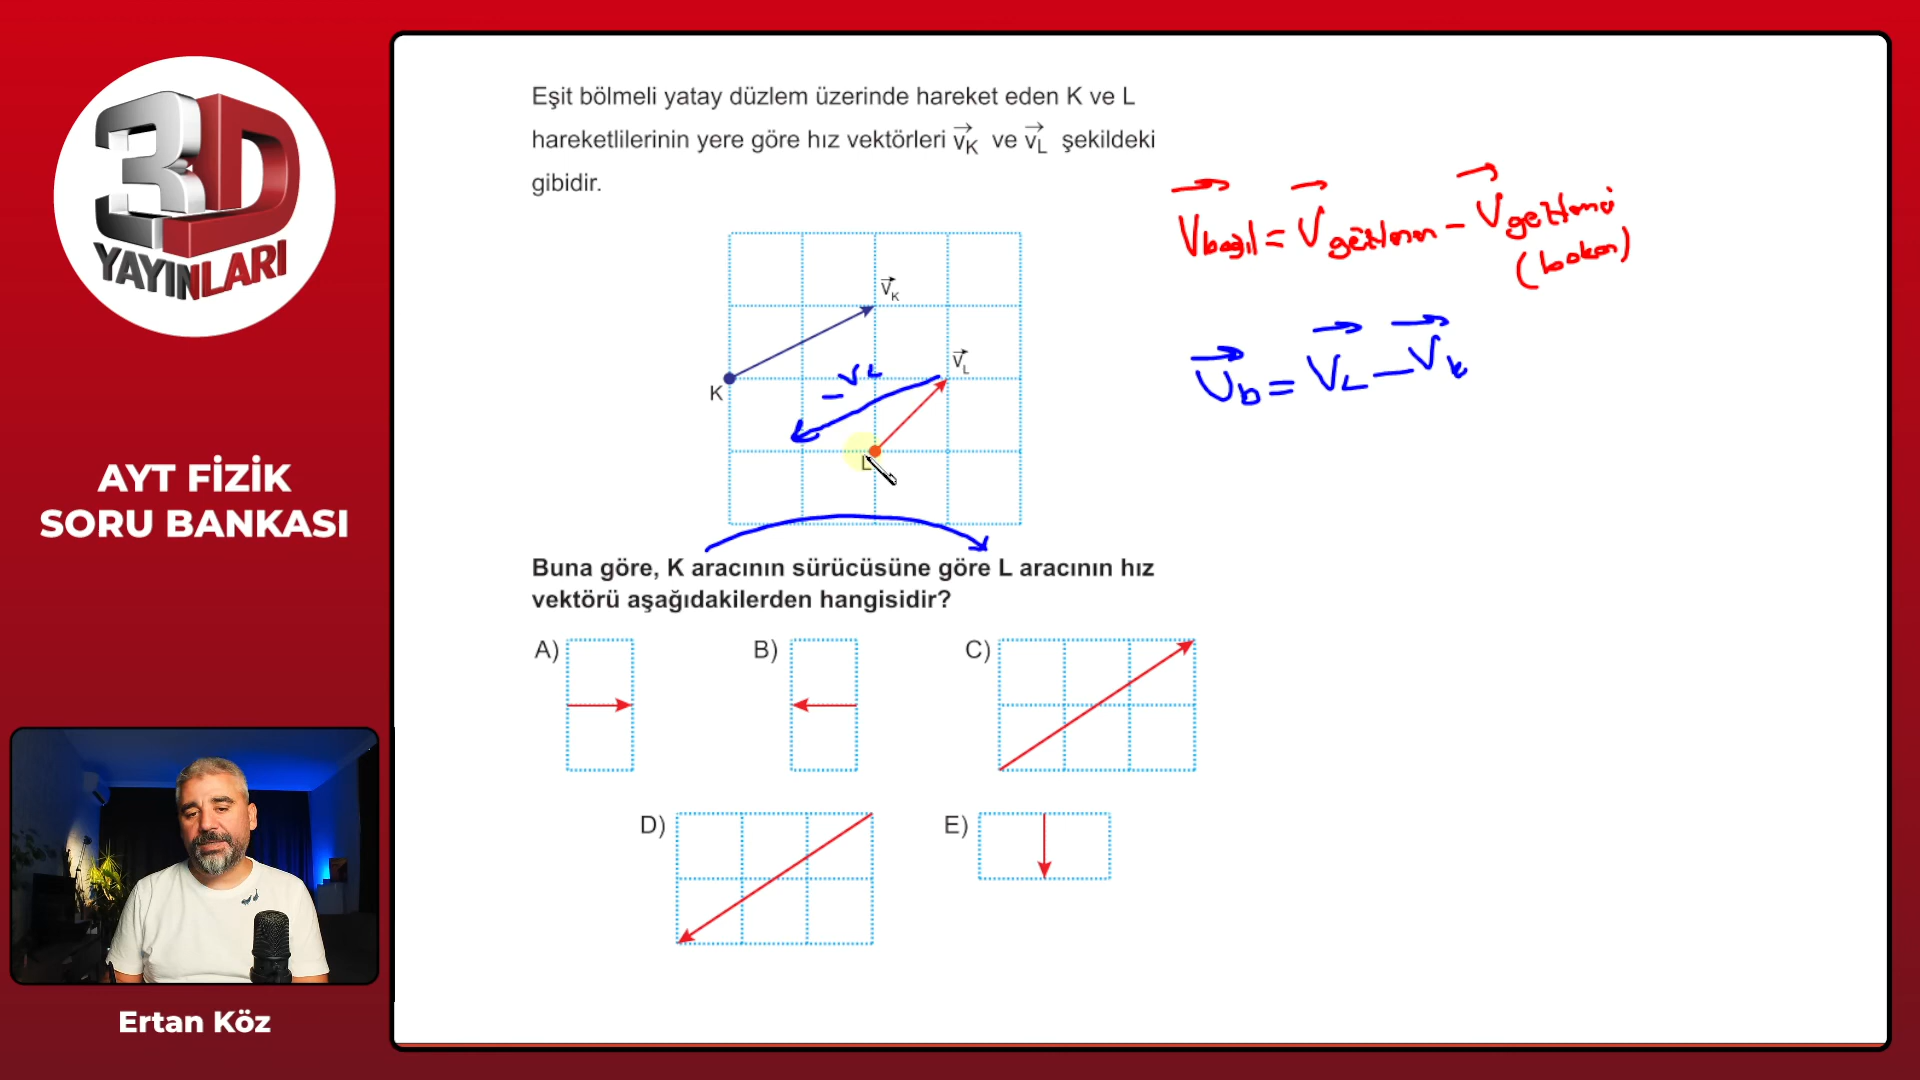 3D
YAYINLARI
AYT FİZİK
SORU BANKASI
Ertan Köz
Eşit bölmeli yatay düzlem üzerinde hareket eden K ve L
hareketlilerinin yere göre hız vektörleri v⃗K ve v⃗L şekildeki
gibidir.
v⃗K
K
v⃗L
-VL
L
V⃗bağıl = V⃗gözlenen - V⃗gözlemci
(bakan)
V⃗b = V⃗L - V⃗k
Buna göre, K aracının sürücüsüne göre L aracının hız
vektörü aşağıdakilerden hangisidir?
A)
B)
C)
D)
E)